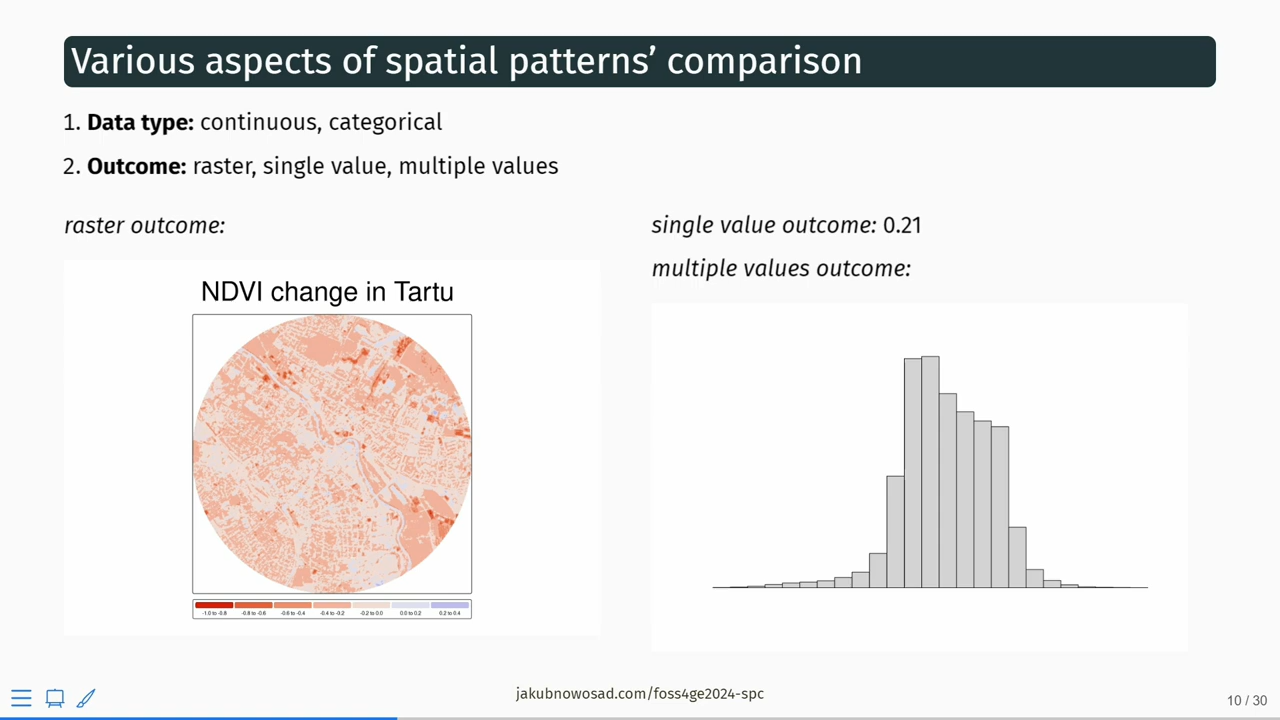 Various aspects of spatial patterns’ comparison
1. Data type: continuous, categorical
2. Outcome: raster, single value, multiple values
raster outcome:
NDVI change in Tartu
-1.0 to -0.8 -0.8 to -0.6 -0.6 to -0.4 -0.4 to -0.2 -0.2 to 0.0 0.0 to 0.2 0.2 to 0.4
single value outcome: 0.21
multiple values outcome:
jakubnowosad.com/foss4ge2024-spc
10 / 30